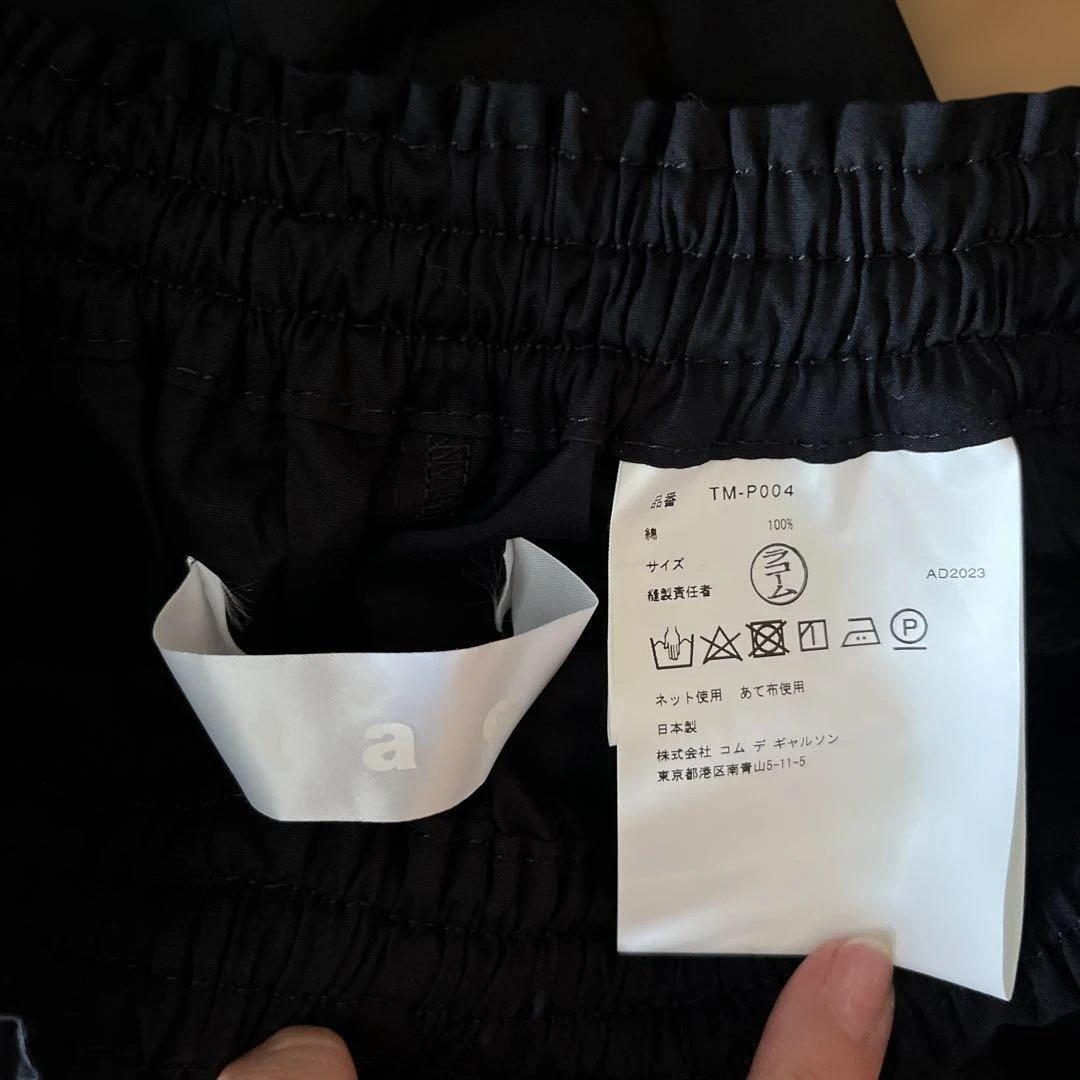 品番 TM-P004
綿 100%
サイズ
縫製責任者 ラコーム AD2023
P
ネット使用 あて布使用
日本製
株式会社 コム デ ギャルソン
東京都港区南青山5-11-5
a